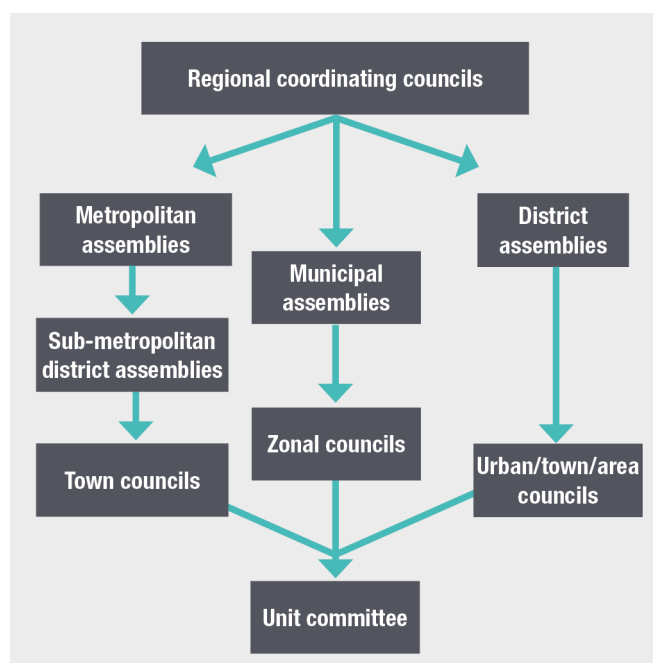 Regional coordinating councils
Metropolitan
assemblies
Municipal
assemblies
District
assemblies
Sub-metropolitan
district assemblies
Town councils
Zonal councils
Urban/town/area
councils
Unit committee